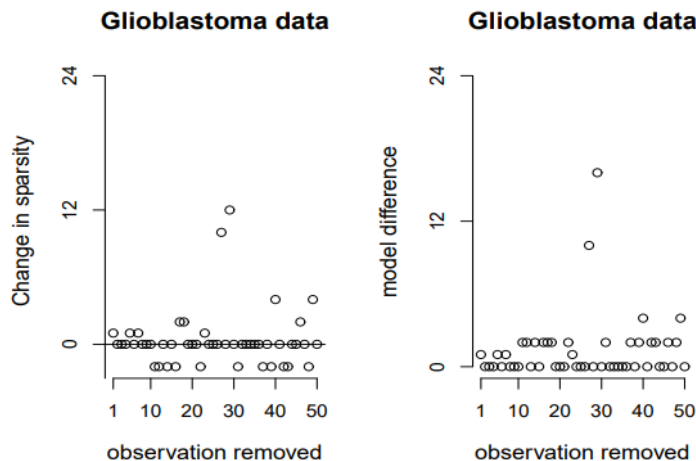 Glioblastoma data
Change in sparsity
24
12
0
1 10 20 30 40 50
observation removed
Glioblastoma data
model difference
24
12
0
1 10 20 30 40 50
observation removed